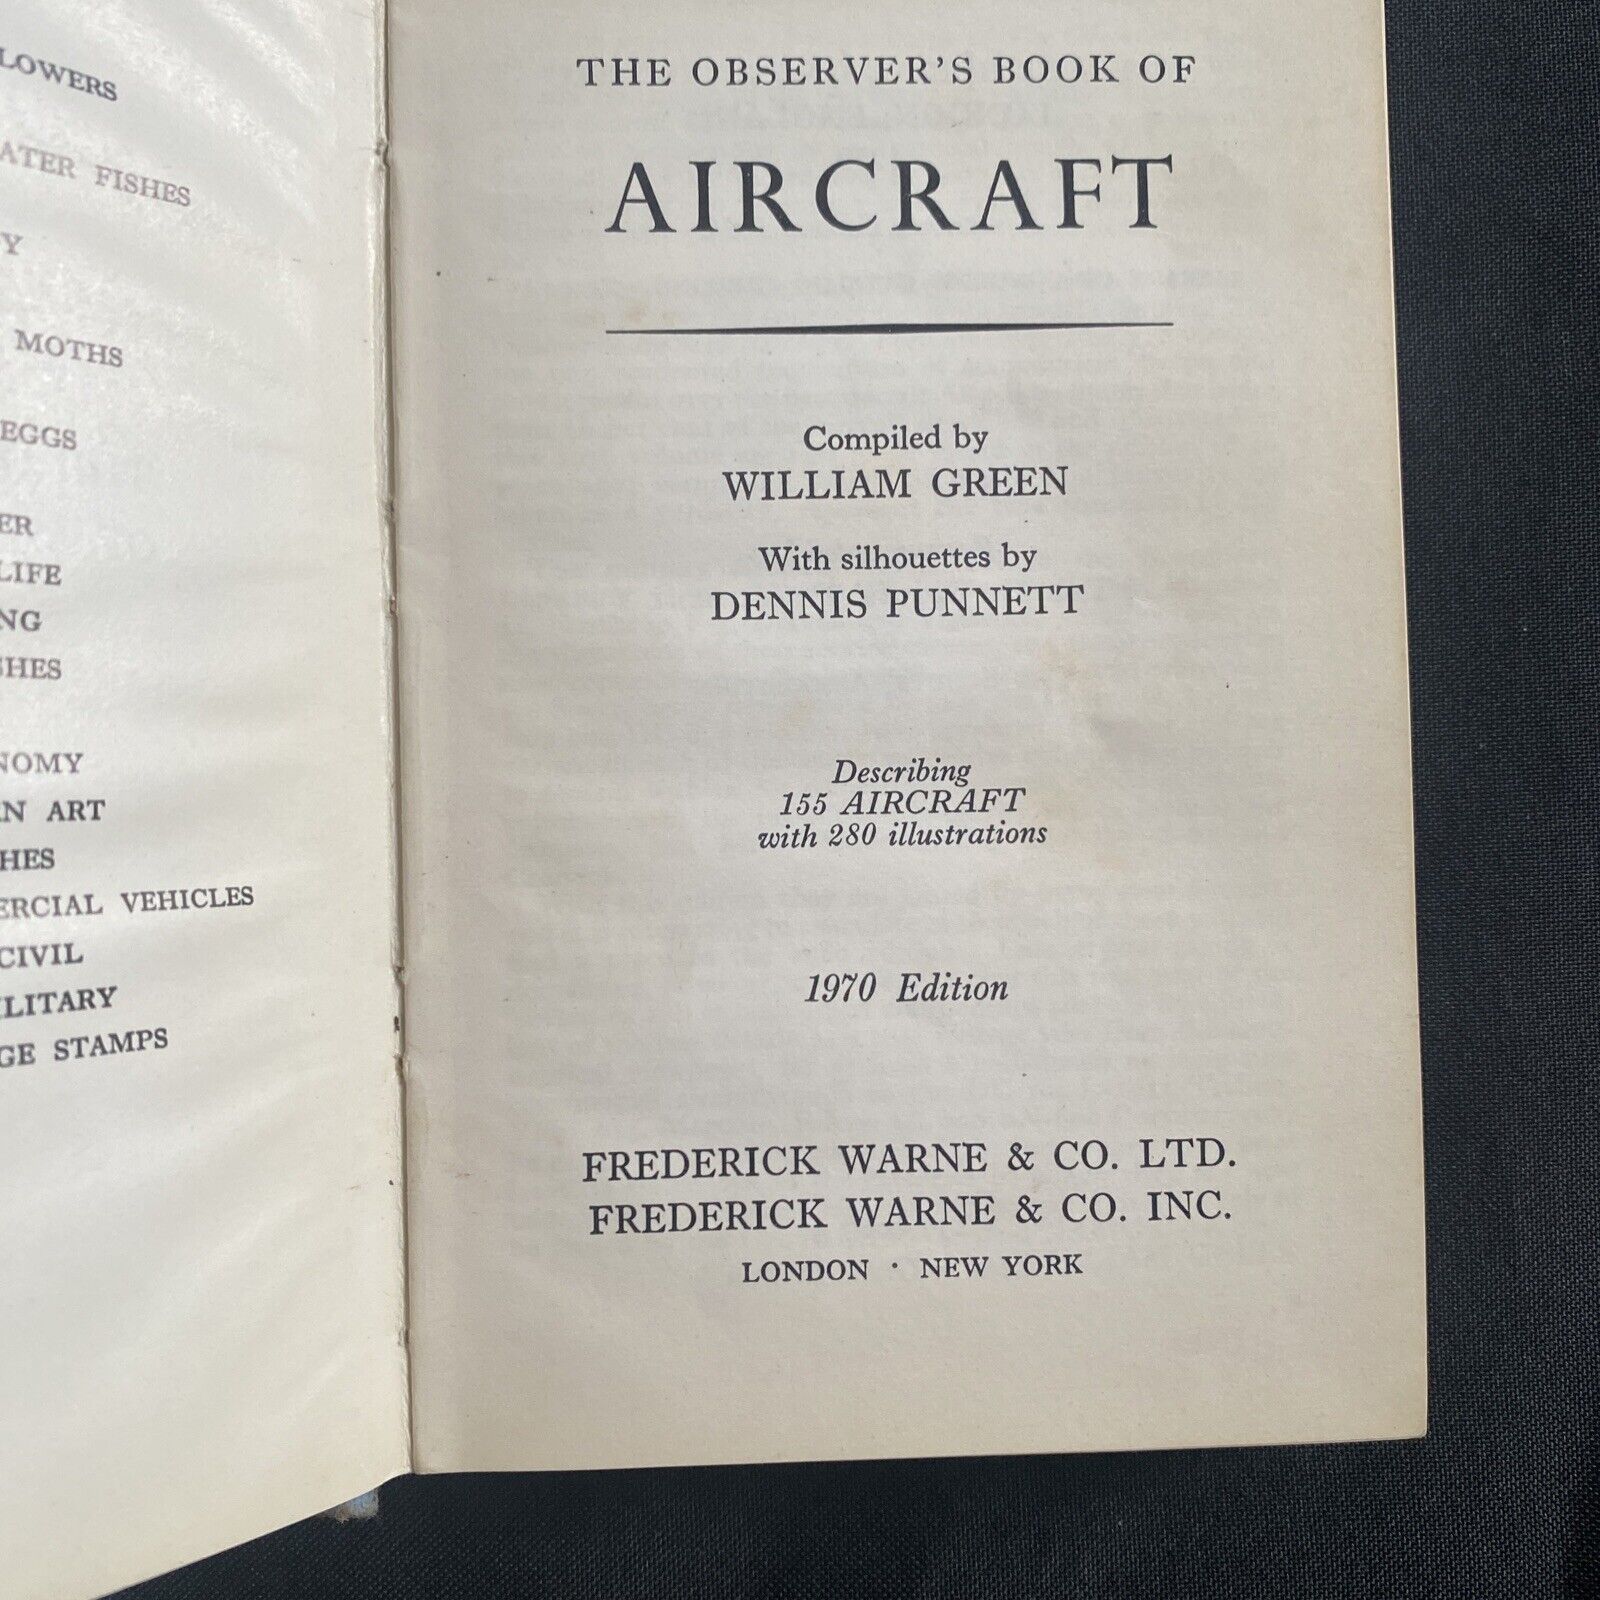 LOWERS
ATER FISHES
Y
MOTHS
EGGS
ER
LIFE
NG
SHES
NOMY
RN ART
HES
ERCIAL VEHICLES
CIVIL
ILITARY
GE STAMPS
THE OBSERVER'S BOOK OF
AIRCRAFT
Compiled by
WILLIAM GREEN
With silhouettes by
DENNIS PUNNETT
Describing
155 AIRCRAFT
with 280 illustrations
1970 Edition
FREDERICK WARNE & CO. LTD.
FREDERICK WARNE & CO. INC.
LONDON · NEW YORK